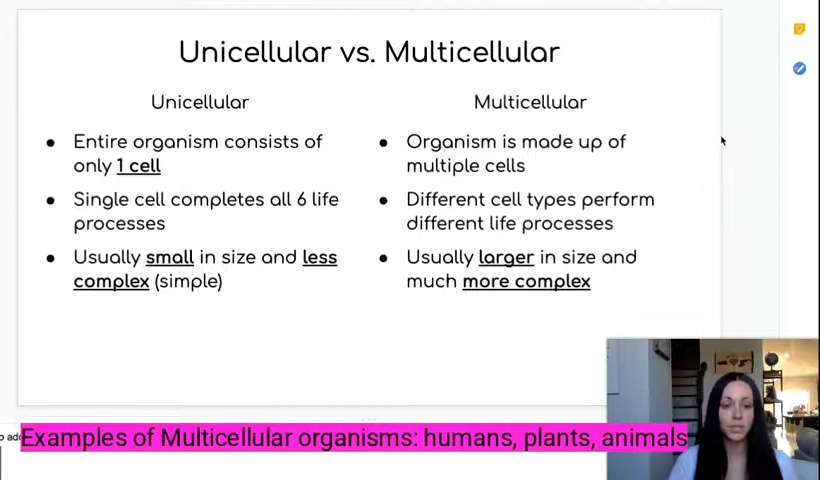 Unicellular vs. Multicellular
Unicellular
● Entire organism consists of
only 1 cell
● Single cell completes all 6 life
processes
● Usually small in size and less
complex (simple)
Multicellular
● Organism is made up of
multiple cells
● Different cell types perform
different life processes
● Usually larger in size and
much more complex
Examples of Multicellular organisms: humans, plants, animals